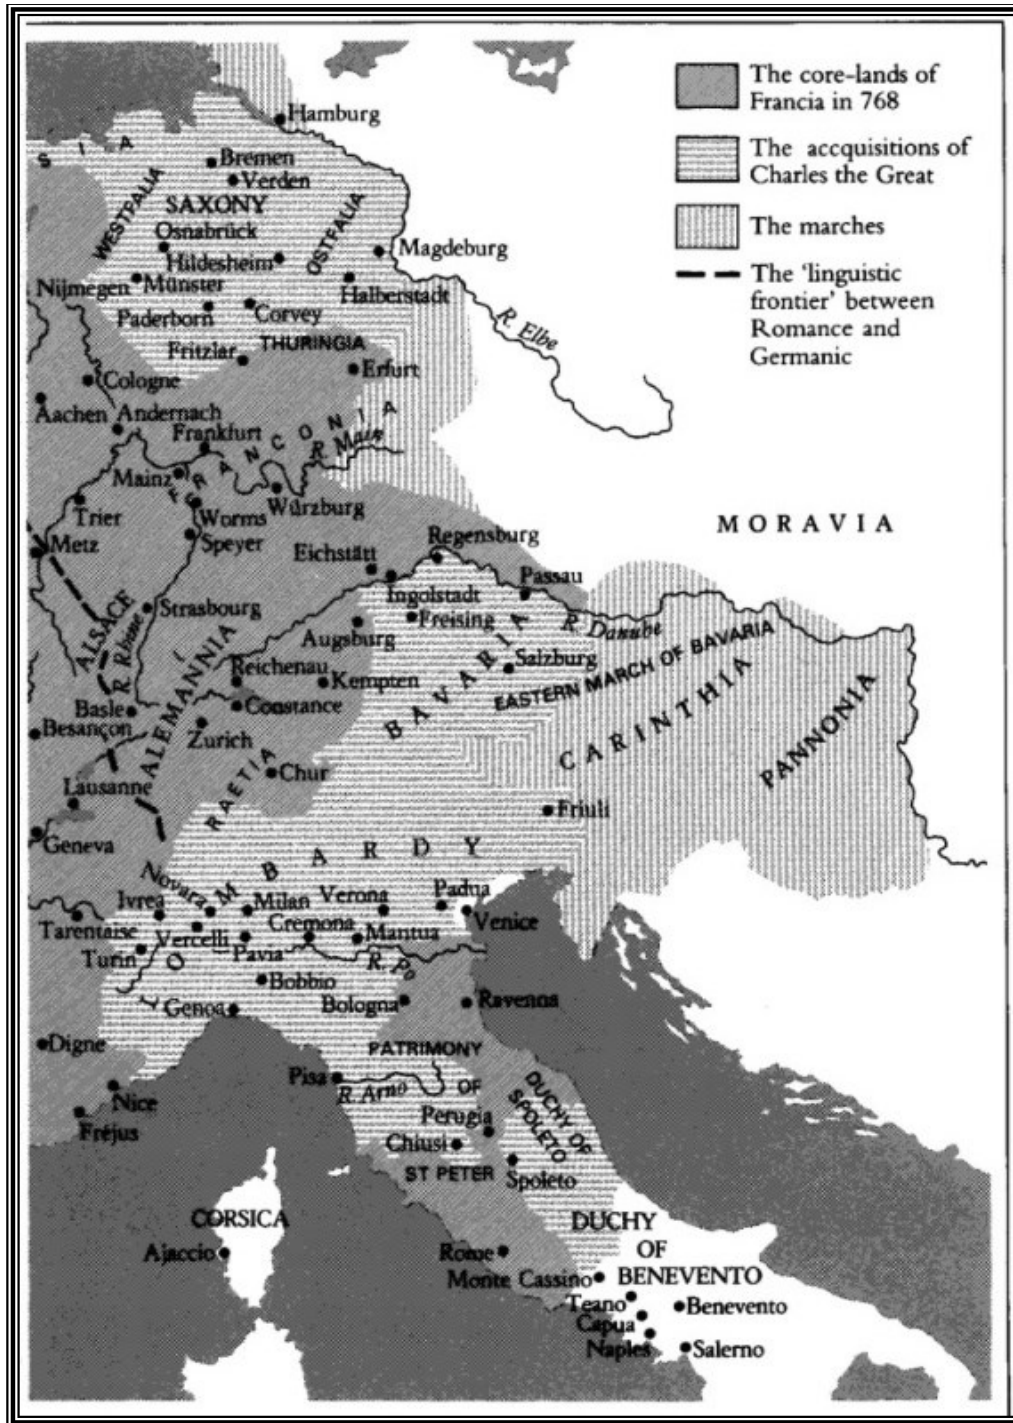 The core-lands of
Francia in 768
The accquisitions of
Charles the Great
The marches
The 'linguistic
frontier' between
Romance and
Germanic
Hamburg
S I A
Bremen
Verden
WESTFALIA
SAXONY
OSTFALIA
Osnabrück
Hildesheim
Magdeburg
Nijmegen
Münster
Halberstadt
Paderborn
Corvey
R. Elbe
Fritzlar
THURINGIA
Erfurt
Cologne
Aachen
Andernach
Frankfurt
FRANCONIA
R. Main
Mainz
Trier
Worms
Würzburg
MORAVIA
Metz
Speyer
Eichstätt
Regensburg
Ingolstadt
Passau
ALSACE
R. Rhine
Strasbourg
Freising
Augsburg
R. Danube
ALEMANNIA
Reichenau
Kempten
BAVARIA
Salzburg
EASTERN MARCH OF BAVARIA
Basle
Constance
Besançon
Zurich
CARINTHIA
PANNONIA
Lausanne
RAETIA
Chur
Friuli
Geneva
LOMBARDY
Novara
Ivrea
Milan
Verona
Padua
Tarentaise
Vercelli
Cremona
Mantua
Venice
Turin
Pavia
R. Po
Bobbio
Genoa
Bologna
Ravenna
Digne
PATRIMONY
OF
ST PETER
Pisa
R. Arno
DUCHY OF
SPOLETO
Nice
Perugia
Fréjus
Chiusi
Spoleto
CORSICA
DUCHY
OF
BENEVENTO
Ajaccio
Rome
Monte Cassino
Teano
Benevento
Capua
Naples
Salerno